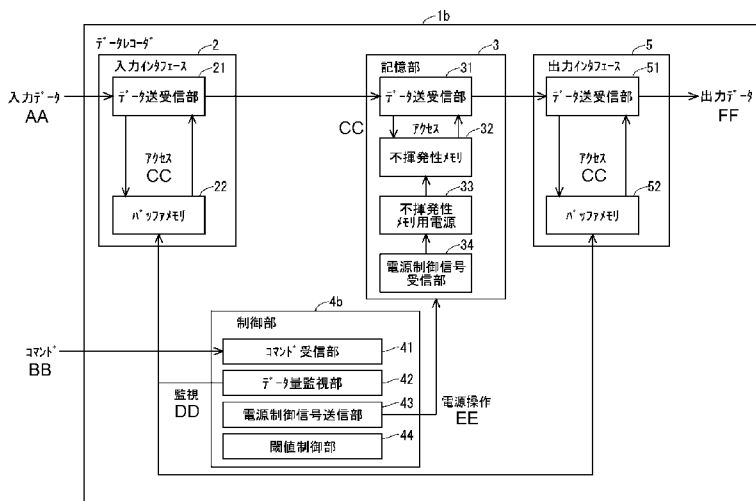 1b
ﾃﾞｰﾀﾚｺｰﾀﾞ
2
入力ｲﾝﾀﾌｪｰｽ
21
ﾃﾞｰﾀ送受信部
入力ﾃﾞｰﾀ
AA
ｱｸｾｽ
CC
22
ﾊﾞｯﾌｧﾒﾓﾘ
3
記憶部
31
ﾃﾞｰﾀ送受信部
CC
ｱｸｾｽ
32
不揮発性ﾒﾓﾘ
33
不揮発性
ﾒﾓﾘ用電源
34
電源制御信号
受信部
5
出力ｲﾝﾀﾌｪｰｽ
51
ﾃﾞｰﾀ送受信部
出力ﾃﾞｰﾀ
FF
ｱｸｾｽ
CC
52
ﾊﾞｯﾌｧﾒﾓﾘ
4b
制御部
ｺﾏﾝﾄﾞ
BB
ｺﾏﾝﾄﾞ受信部
41
ﾃﾞｰﾀ量監視部
42
監視
DD
電源制御信号送信部
43
電源操作
EE
閾値制御部
44